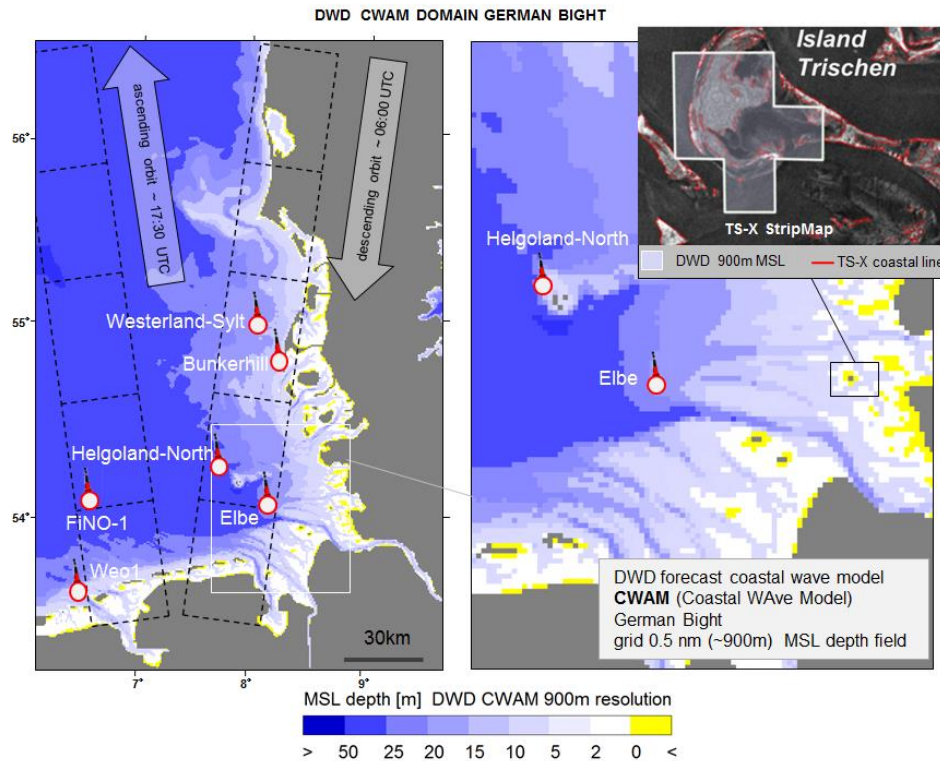 DWD CWAM DOMAIN GERMAN BIGHT
ascending orbit ~ 17:30 UTC
descending orbit ~ 06:00 UTC
56°
55°
54°
Westerland-Sylt
Bunkerhill
Helgoland-North
Elbe
FiNO-1
Weo1
30km
7°
8°
9°
Island
Trischen
TS-X StripMap
DWD 900m MSL
TS-X coastal line
Helgoland-North
Elbe
DWD forecast coastal wave model
CWAM (Coastal WAve Model)
German Bight
grid 0.5 nm (~900m) MSL depth field
MSL depth [m] DWD CWAM 900m resolution
> 50 25 20 15 10 5 2 0 <